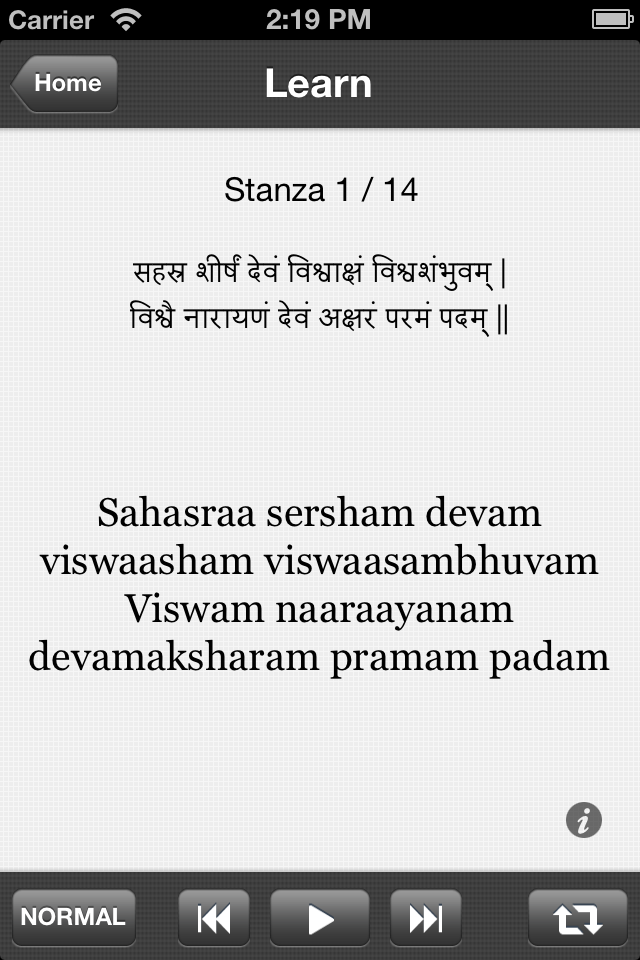 Carrier 2:19 PM
Home Learn
Stanza 1 / 14
सहस्र शीर्षं देवं विश्वाक्षं विश्वशंभुवम् |
विश्वै नारायणं देवं अक्षरं परमं पदम् ||
Sahasraa sersham devam
viswaasham viswaasambhuvam
Viswam naaraayanam
devamaksharam pramam padam
i
NORMAL